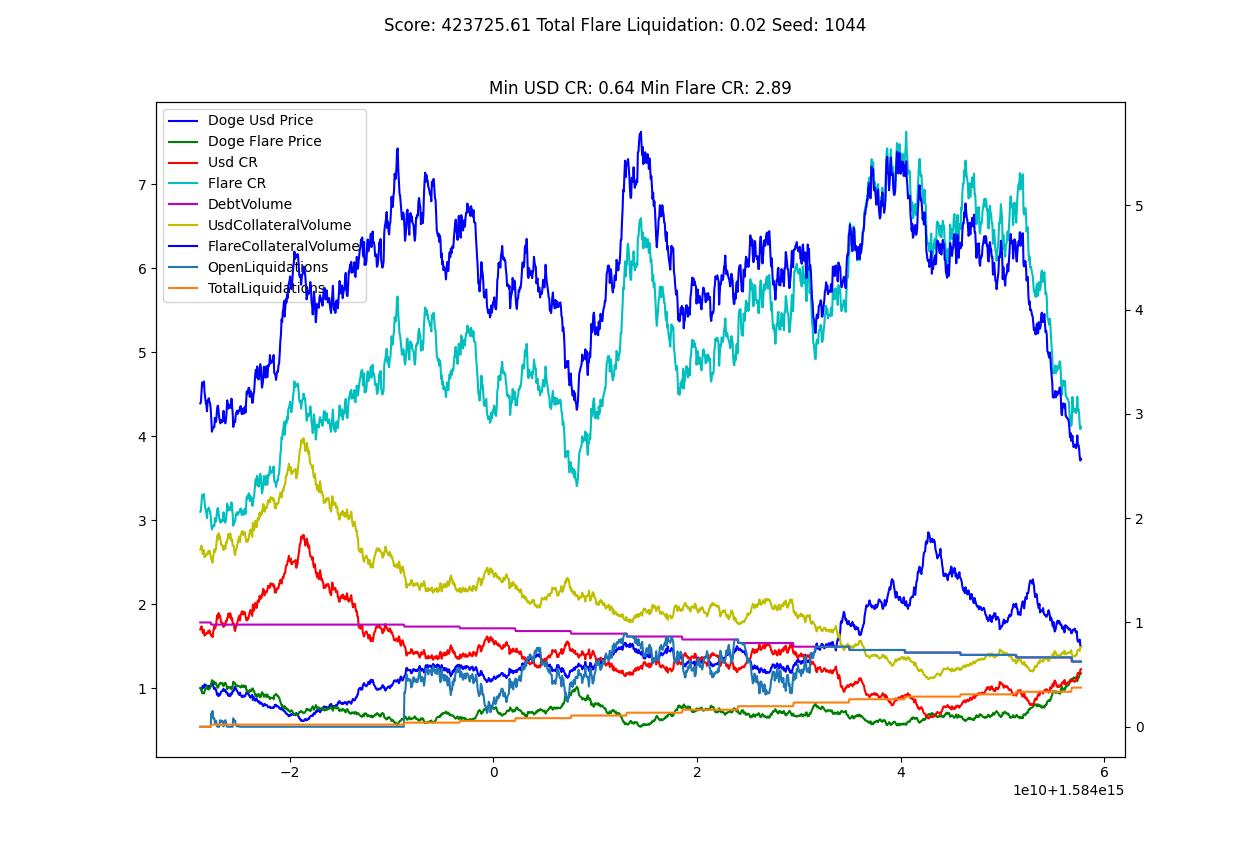 Score: 423725.61 Total Flare Liquidation: 0.02 Seed: 1044
Min USD CR: 0.64 Min Flare CR: 2.89
Doge Usd Price
Doge Flare Price
Usd CR
Flare CR
DebtVolume
UsdCollateralVolume
FlareCollateralVolume
OpenLiquidations
TotalLiquidations
7
6
5
4
3
2
1
5
4
3
2
1
0
−2
0
2
4
6
1e10+1.584e15